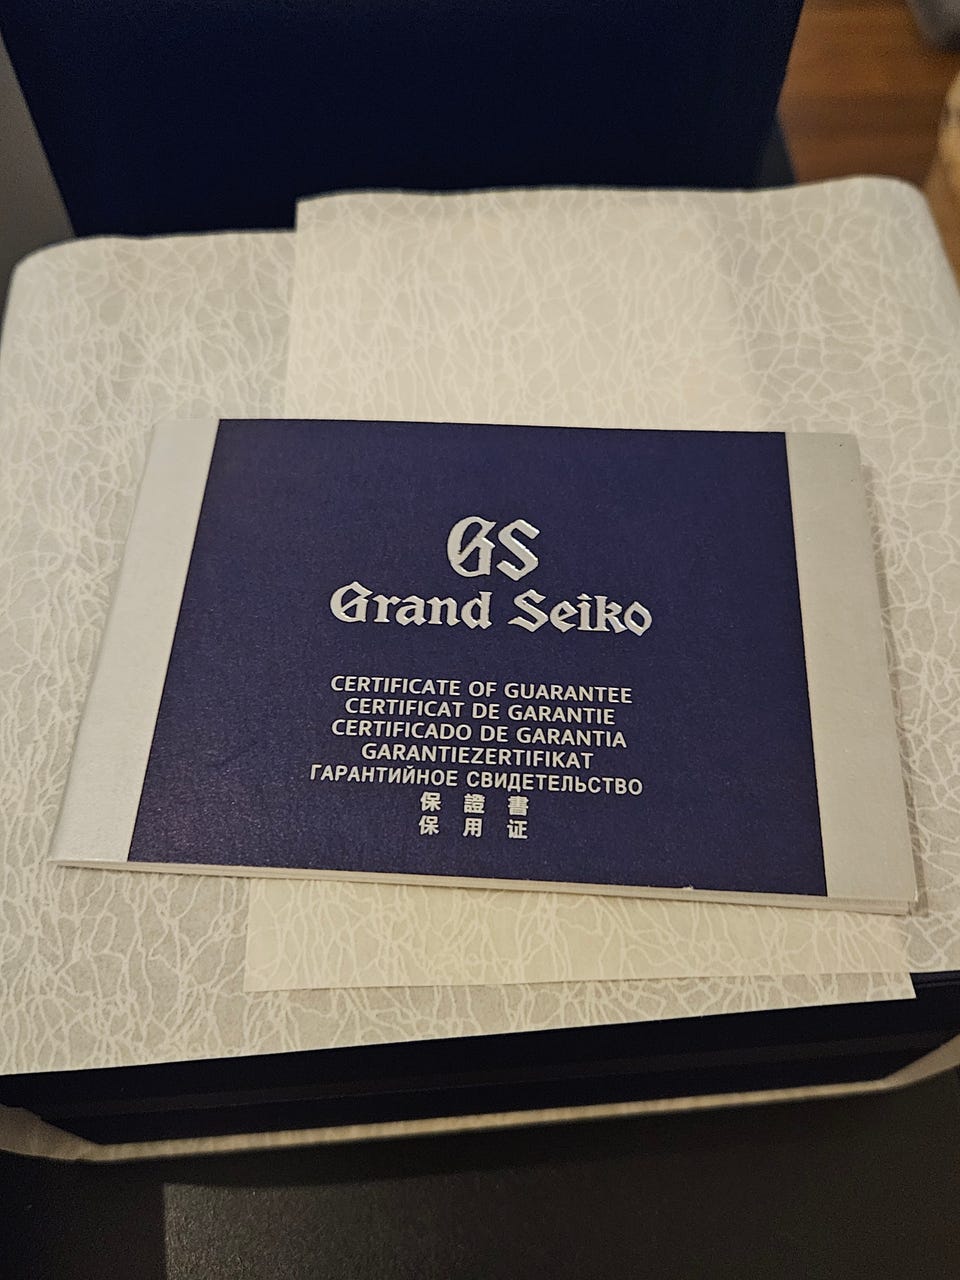 GS
Grand Seiko
CERTIFICATE OF GUARANTEE
CERTIFICAT DE GARANTIE
CERTIFICADO DE GARANTIA
GARANTIEZERTIFIKAT
ГАРАНТИЙНОЕ СВИДЕТЕЛЬСТВО
保 證 書
保 用 证